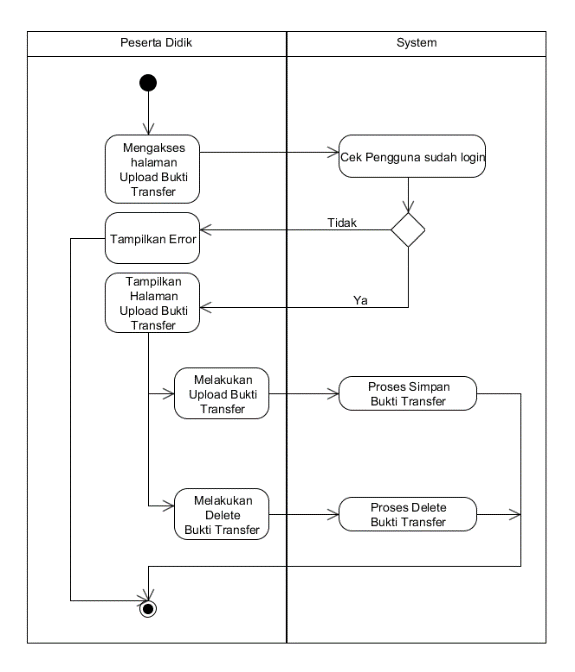 Peserta Didik
System
Mengakses
halaman
Upload Bukti
Transfer
Cek Pengguna sudah login
Tidak
Tampilkan Error
Tampilkan
Halaman
Upload Bukti
Transfer
Ya
Melakukan
Upload Bukti
Transfer
Proses Simpan
Bukti Transfer
Melakukan
Delete
Bukti Transfer
Proses Delete
Bukti Transfer